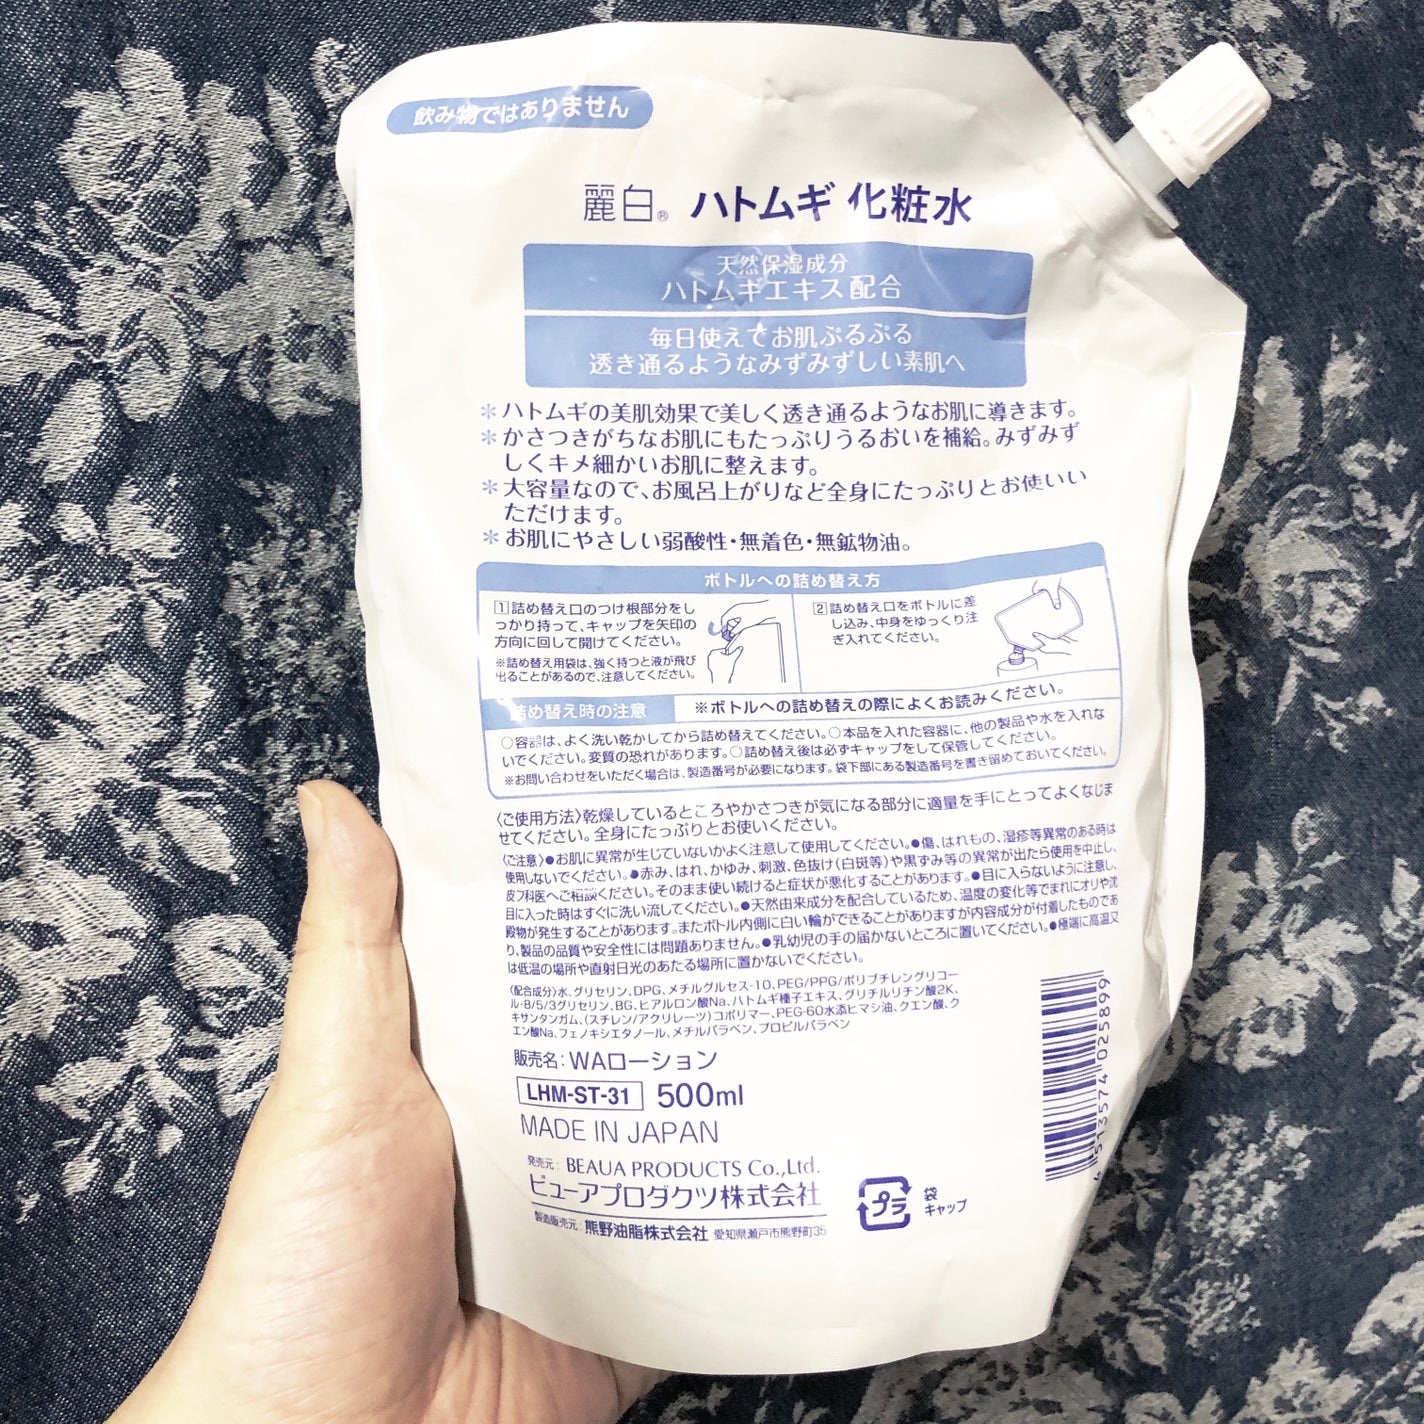 飲み物ではありません
麗白® ハトムギ 化粧水
天然保湿成分
ハトムギエキス配合
毎日使えてお肌ぷるぷる
透き通るようなみずみずしい素肌へ
＊ハトムギの美肌効果で美しく透き通るようなお肌に導きます。
＊かさつきがちなお肌にもたっぷりうるおいを補給。みずみず
しくキメ細かいお肌に整えます。
＊大容量なので、お風呂上がりなど全身にたっぷりとお使いい
ただけます。
＊お肌にやさしい弱酸性・無着色・無鉱物油。
ボトルへの詰め替え方
1 詰め替え口のつけ根部分をし
っかり持って、キャップを矢印の
方向に回して開けてください。
※詰め替え用袋は、強く持つと液が飛び
出ることがあるので、注意してください。
2 詰め替え口をボトルに差
し込み、中身をゆっくり注
ぎ入れてください。
詰め替え時の注意 ※ボトルへの詰め替えの際によくお読みください。
○容器は、よく洗い乾かしてから詰め替えてください。○本品を入れた容器に、他の製品や水を入れな
いでください。変質の恐れがあります。○詰め替え後は必ずキャップをして保管してください。
※お問い合わせをいただく場合は、製造番号が必要になります。袋下部にある製造番号を書き留めておいてください。
〈ご使用方法〉乾燥しているところやかさつきが気になる部分に適量を手にとってよくなじま
せてください。全身にたっぷりとお使いください。
〈ご注意〉●お肌に異常が生じていないかよく注意して使用してください。●傷、はれもの、湿疹等異常のある時は
使用しないでください。●赤み、はれ、かゆみ、刺激、色抜け(白斑等)や黒ずみ等の異常が出たら使用を中止し、
皮フ科医へご相談ください。そのまま使い続けると症状が悪化することがあります。●目に入らないように注意し、
目に入った時はすぐに洗い流してください。●天然由来成分を配合しているため、温度の変化等でまれにオリや沈
殿物が発生することがあります。またボトル内側に白い輪ができることがありますが内容成分が付着したものであ
り、製品の品質や安全性には問題ありません。●乳幼児の手の届かないところに置いてください。●極端に高温又
は低温の場所や直射日光のあたる場所に置かないでください。
〈配合成分〉水、グリセリン、DPG、メチルグルセス-10、PEG/PPG/ポリブチレングリコー
ル-8/5/3グリセリン、BG、ヒアルロン酸Na、ハトムギ種子エキス、グリチルリチン酸2K、
キサンタンガム、(スチレン/アクリレーツ)コポリマー、PEG-60水添ヒマシ油、クエン酸、ク
エン酸Na、フェノキシエタノール、メチルパラベン、プロピルパラベン
販売名：WAローション
LHM-ST-31 500ml
MADE IN JAPAN
発売元：BEAUA PRODUCTS Co.,Ltd.
ビューアプロダクツ株式会社
製造販売元：熊野油脂株式会社 愛知県瀬戸市熊野町35
プラ
袋
キャップ
4 513574 025899